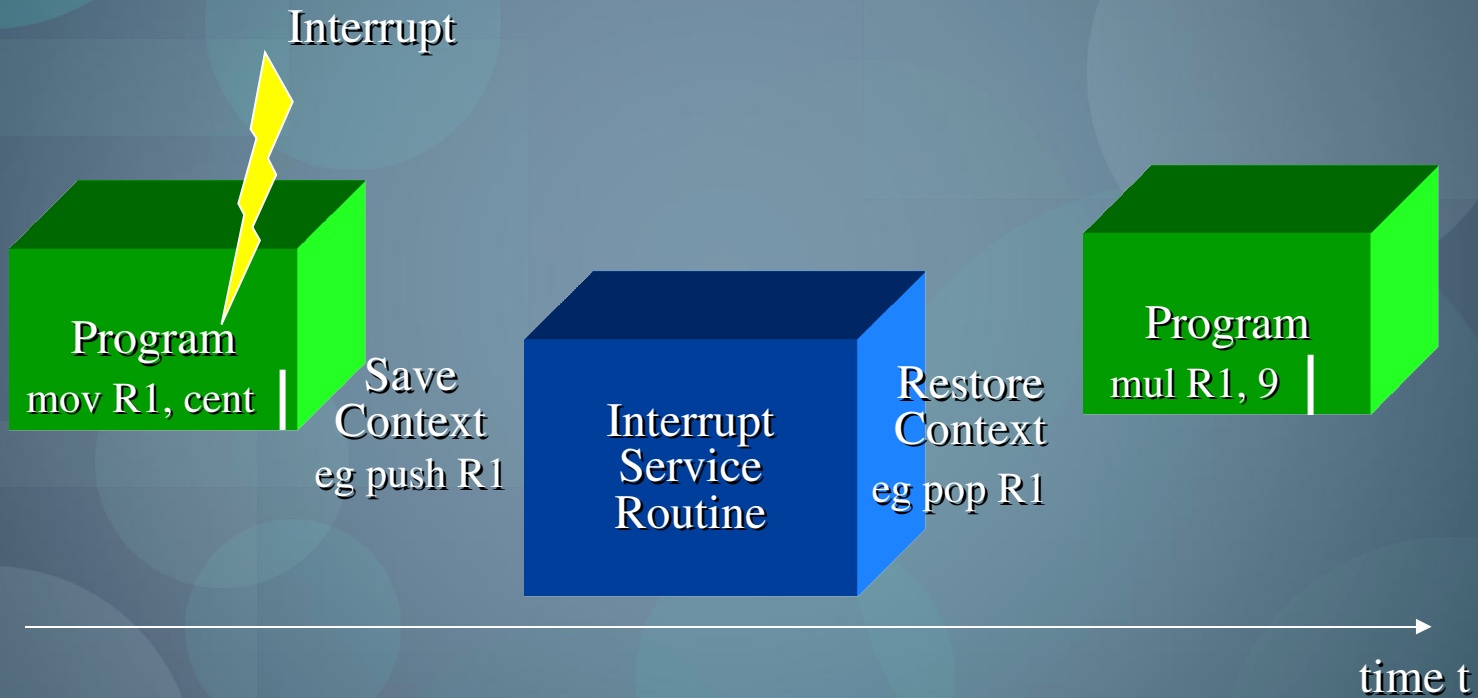 Interrupt
Program
mov R1, cent
Save
Context
eg push R1
Interrupt
Service
Routine
Restore
Context
eg pop R1
Program
mul R1, 9
time t